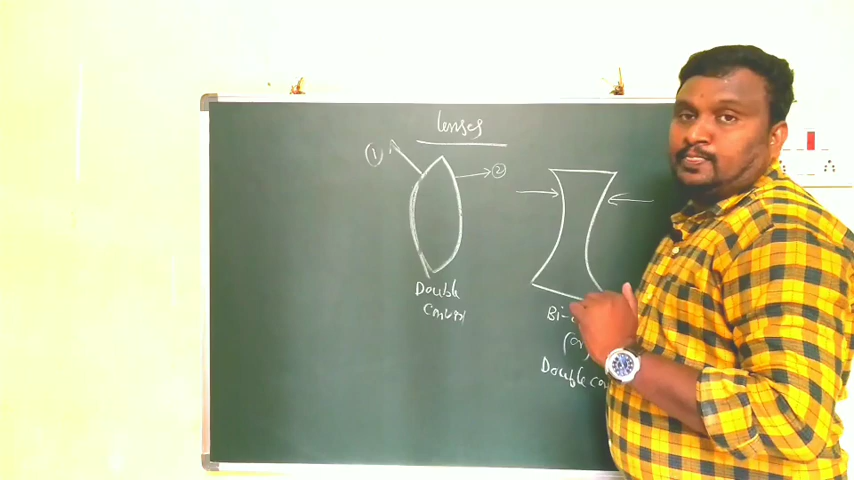 lenses
①
②
Double
Convex
Bi-
(or)
Double co